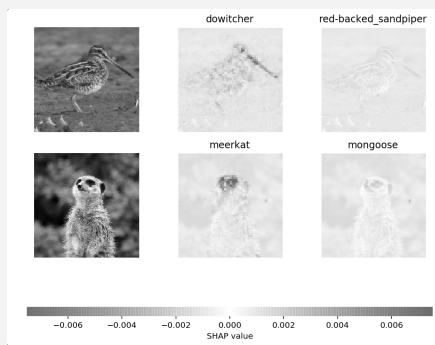 dowitcher
red-backed_sandpiper
meerkat
mongoose
−0.006 −0.004 −0.002 0.000 0.002 0.004 0.006
SHAP value